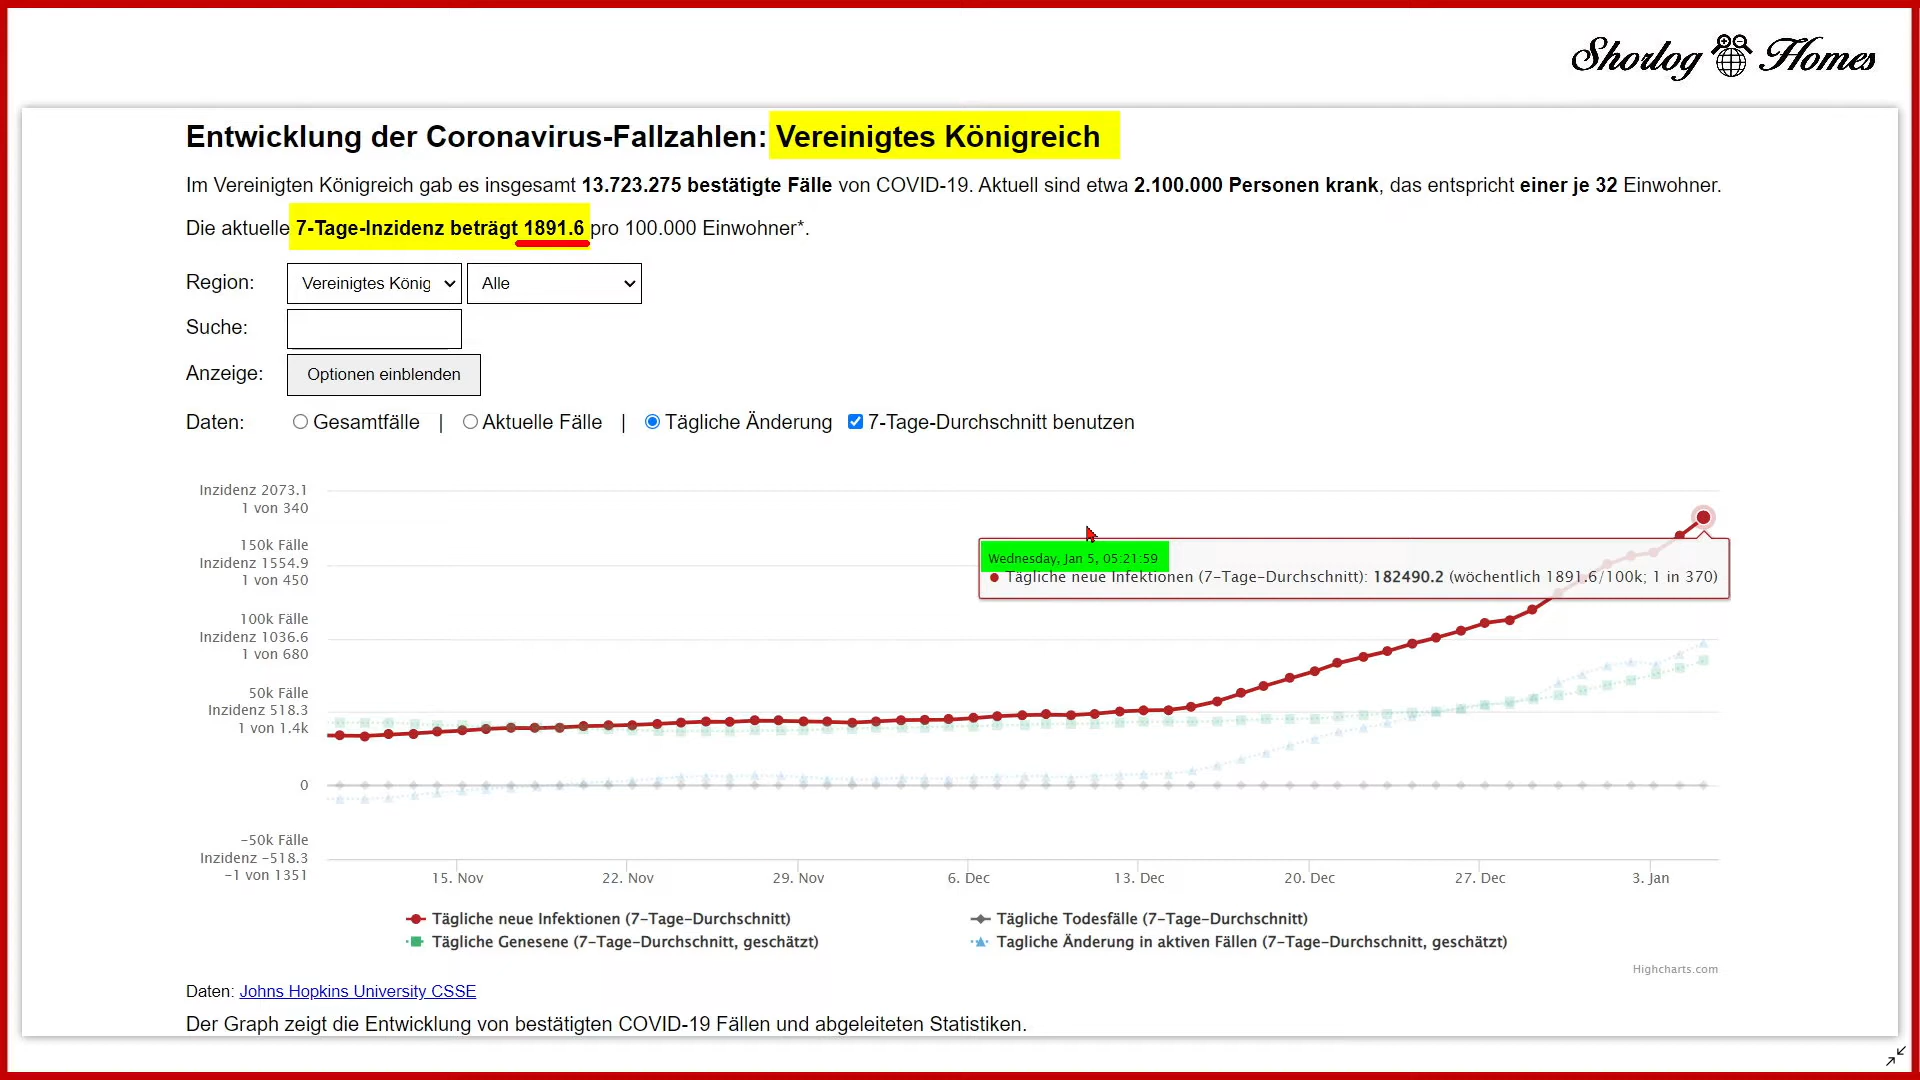 Shorlog Homes
Entwicklung der Coronavirus-Fallzahlen: Vereinigtes Königreich
Im Vereinigten Königreich gab es insgesamt 13.723.275 bestätigte Fälle von COVID-19. Aktuell sind etwa 2.100.000 Personen krank, das entspricht einer je 32 Einwohner.
Die aktuelle 7-Tage-Inzidenz beträgt 1891.6 pro 100.000 Einwohner*.
Region: Vereinigtes König Alle
Suche:
Anzeige: Optionen einblenden
Daten: Gesamtfälle | Aktuelle Fälle | Tägliche Änderung 7-Tage-Durchschnitt benutzen
Inzidenz 2073.1
1 von 340
150k Fälle
Inzidenz 1554.9
1 von 450
100k Fälle
Inzidenz 1036.6
1 von 680
50k Fälle
Inzidenz 518.3
1 von 1.4k
0
-50k Fälle
Inzidenz -518.3
-1 von 1351
Wednesday, Jan 5, 05:21:59
Tägliche neue Infektionen (7-Tage-Durchschnitt): 182490.2 (wöchentlich 1891.6/100k; 1 in 370)
15. Nov 22. Nov 29. Nov 6. Dec 13. Dec 20. Dec 27. Dec 3. Jan
Tägliche neue Infektionen (7-Tage-Durchschnitt) Tägliche Todesfälle (7-Tage-Durchschnitt)
Tägliche Genesene (7-Tage-Durchschnitt, geschätzt) Tagliche Änderung in aktiven Fällen (7-Tage-Durchschnitt, geschätzt)
Highcharts.com
Daten: Johns Hopkins University CSSE
Der Graph zeigt die Entwicklung von bestätigten COVID-19 Fällen und abgeleiteten Statistiken.